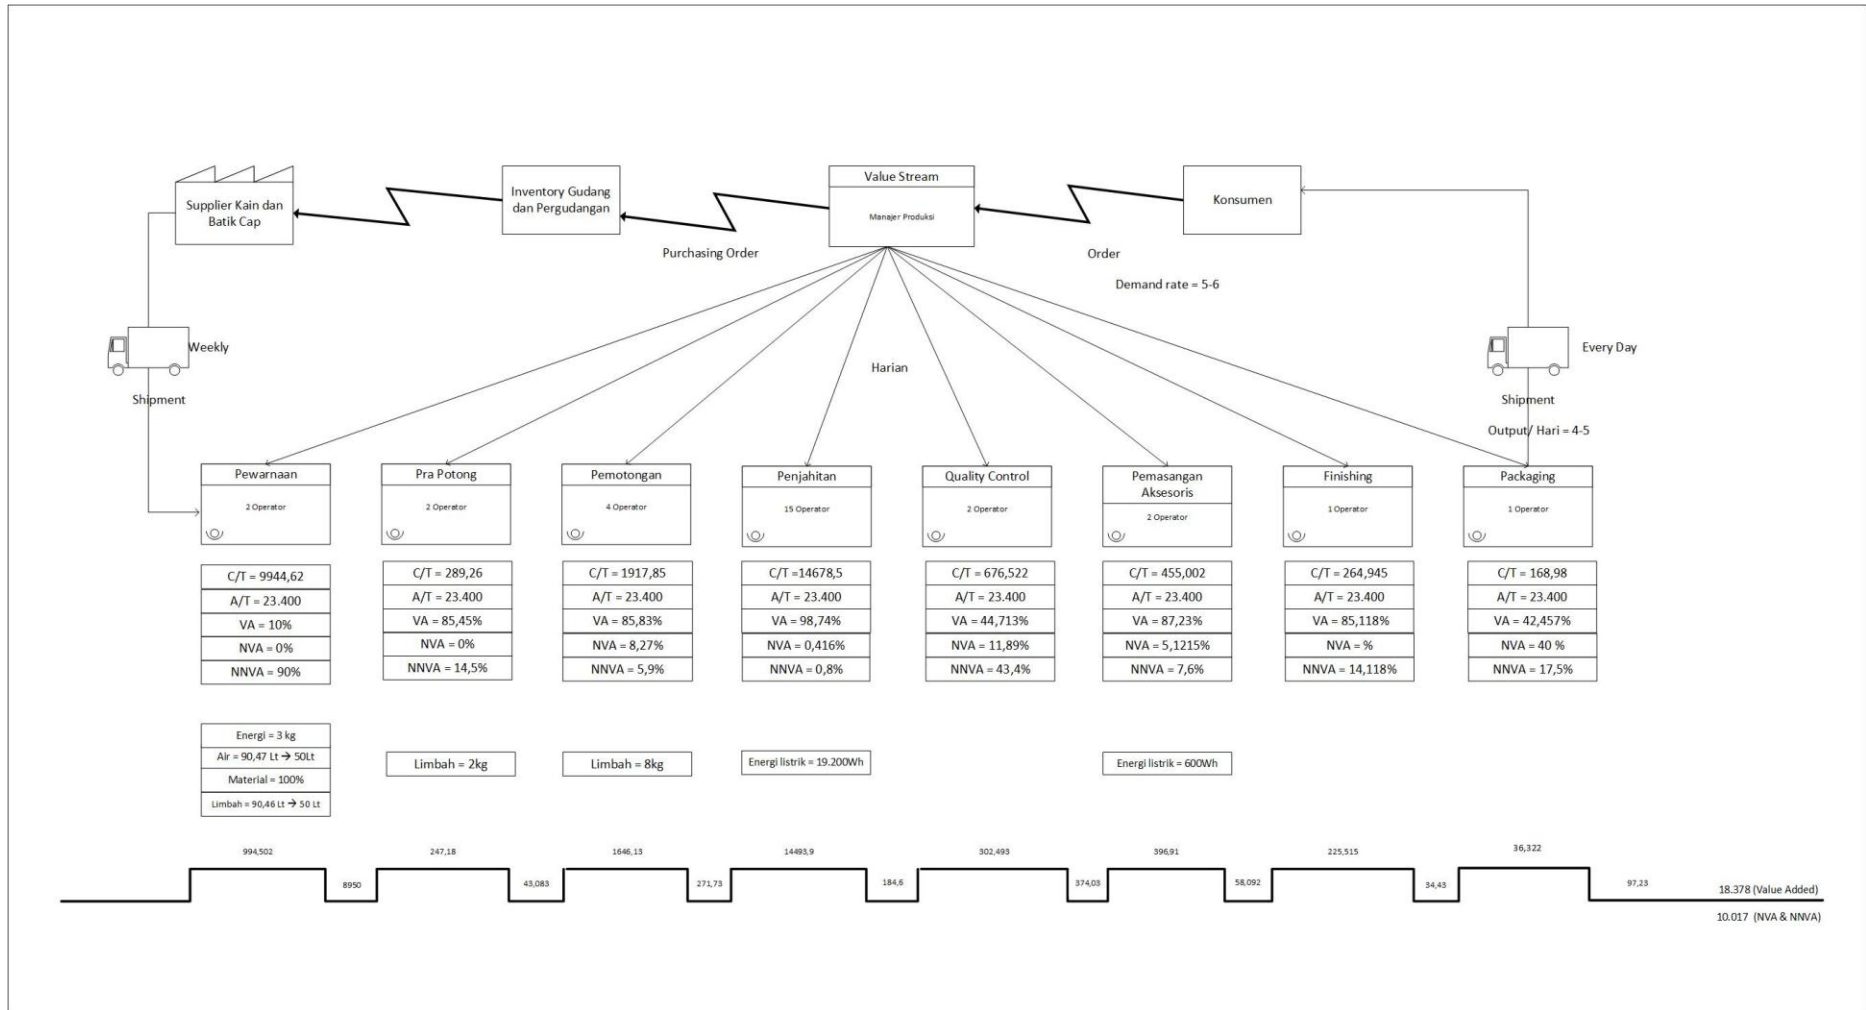 Supplier Kain dan
Batik Cap
Inventory Gudang
dan Pergudangan
Value Stream
Manajer Produksi
Konsumen
Purchasing Order
Order
Demand rate = 5-6
Weekly
Shipment
Harian
Every Day
Shipment
Output/ Hari = 4-5
Pewarnaan
2 Operator
C/T = 9944,62
A/T = 23.400
VA = 10%
NVA = 0%
NNVA = 90%
Energi = 3 kg
Air = 90,47 Lt → 50Lt
Material = 100%
Limbah = 90,46 Lt → 50 Lt
Pra Potong
2 Operator
C/T = 289,26
A/T = 23.400
VA = 85,45%
NVA = 0%
NNVA = 14,5%
Limbah = 2kg
Pemotongan
4 Operator
C/T = 1917,85
A/T = 23.400
VA = 85,83%
NVA = 8,27%
NNVA = 5,9%
Limbah = 8kg
Penjahitan
15 Operator
C/T =14678,5
A/T = 23.400
VA = 98,74%
NVA = 0,416%
NNVA = 0,8%
Energi listrik = 19.200Wh
Quality Control
2 Operator
C/T = 676,522
A/T = 23.400
VA = 44,713%
NVA = 11,89%
NNVA = 43,4%
Pemasangan
Aksesoris
2 Operator
C/T = 455,002
A/T = 23.400
VA = 87,23%
NVA = 5,1215%
NNVA = 7,6%
Energi listrik = 600Wh
Finishing
1 Operator
C/T = 264,945
A/T = 23.400
VA = 85,118%
NVA = %
NNVA = 14,118%
Packaging
1 Operator
C/T = 168,98
A/T = 23.400
VA = 42,457%
NVA = 40 %
NNVA = 17,5%
994,502
8950
247,18
43,083
1646,13
271,73
14493,9
184,6
302,493
374,03
396,91
58,092
225,515
34,43
36,322
97,23
18.378 (Value Added)
10.017 (NVA & NNVA)